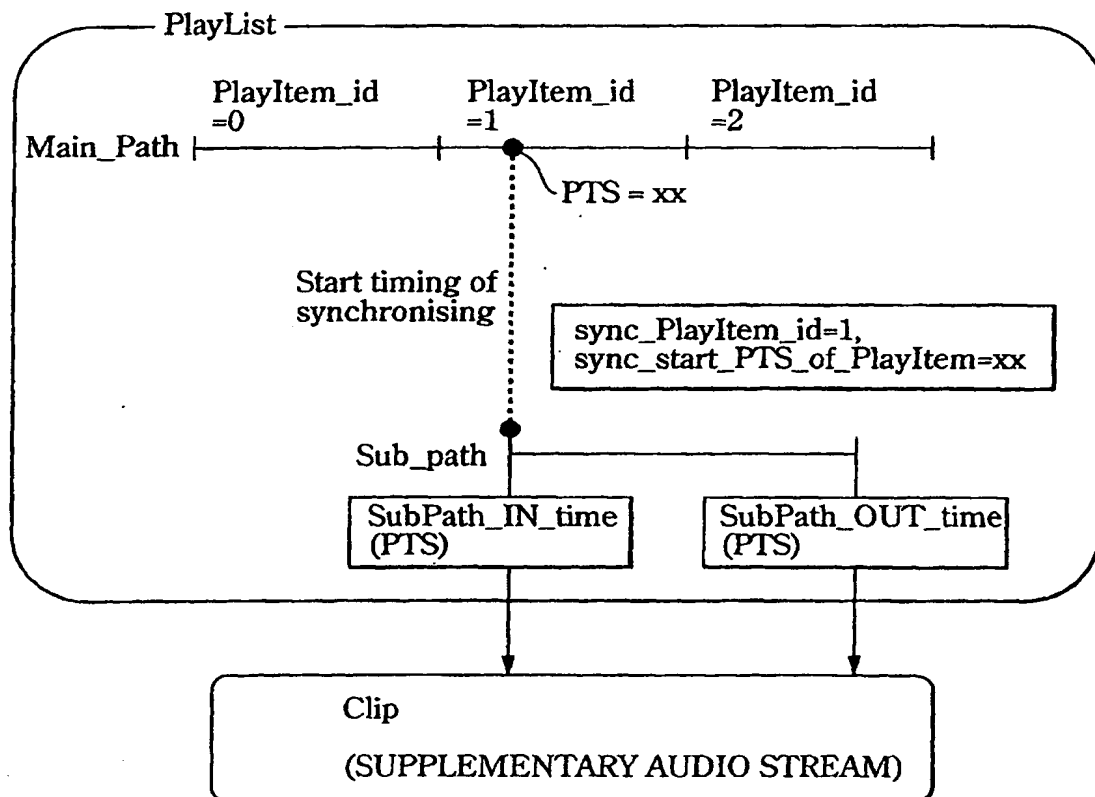 PlayList
PlayItem_id
=0
PlayItem_id
=1
PlayItem_id
=2
Main_Path
PTS = xx
Start timing of
synchronising
sync_PlayItem_id=1,
sync_start_PTS_of_PlayItem=xx
Sub_path
SubPath_IN_time
(PTS)
SubPath_OUT_time
(PTS)
Clip
(SUPPLEMENTARY AUDIO STREAM)